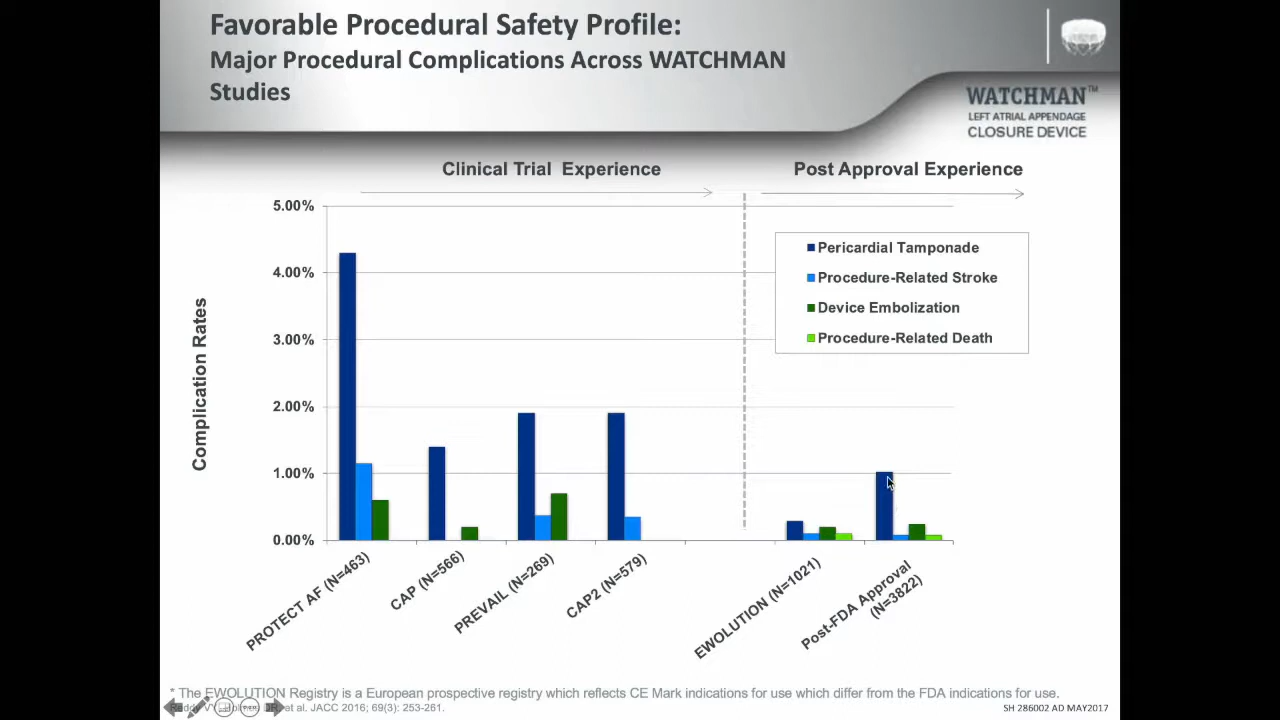 Favorable Procedural Safety Profile:
Major Procedural Complications Across WATCHMAN
Studies
WATCHMAN™
LEFT ATRIAL APPENDAGE
CLOSURE DEVICE
Clinical Trial Experience
Post Approval Experience
5.00%
4.00%
3.00%
2.00%
1.00%
0.00%
Complication Rates
Pericardial Tamponade
Procedure-Related Stroke
Device Embolization
Procedure-Related Death
PROTECT AF (N=463)
CAP (N=566)
PREVAIL (N=269)
CAP2 (N=579)
EWOLUTION (N=1021)
Post-FDA Approval
(N=3822)
* The EWOLUTION Registry is a European prospective registry which reflects CE Mark indications for use which differ from the FDA indications for use.
et al. JACC 2016; 69(3): 253-261.
SH 286002 AD MAY2017